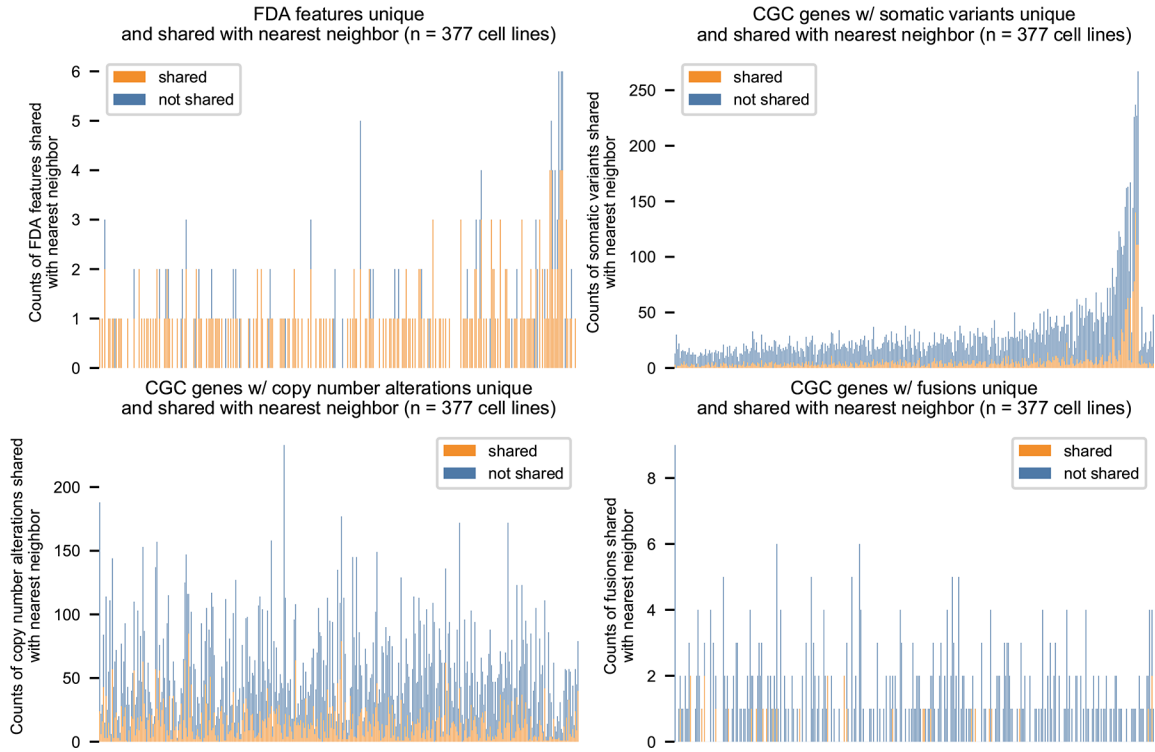 FDA features unique
and shared with nearest neighbor (n = 377 cell lines)
Counts of FDA features shared
with nearest neighbor
6
5
4
3
2
1
0
shared
not shared
CGC genes w/ somatic variants unique
and shared with nearest neighbor (n = 377 cell lines)
Counts of somatic variants shared
with nearest neighbor
250
200
150
100
50
0
shared
not shared
CGC genes w/ copy number alterations unique
and shared with nearest neighbor (n = 377 cell lines)
Counts of copy number alterations shared
with nearest neighbor
200
150
100
50
0
shared
not shared
CGC genes w/ fusions unique
and shared with nearest neighbor (n = 377 cell lines)
Counts of fusions shared
with nearest neighbor
8
6
4
2
0
shared
not shared